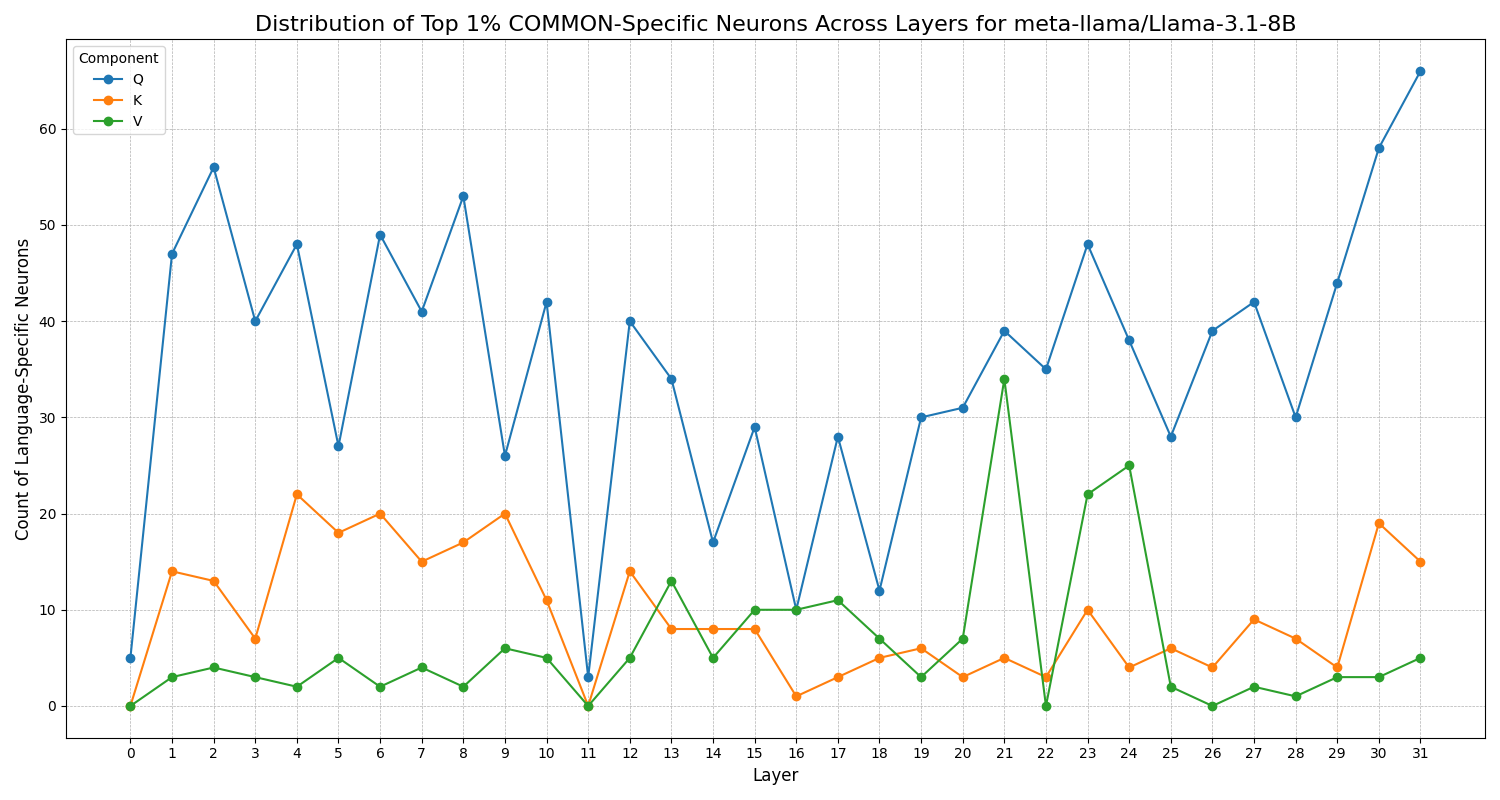 Distribution of Top 1% COMMON-Specific Neurons Across Layers for meta-llama/Llama-3.1-8B
Component
Q
K
V
60
50
40
30
20
10
0
Count of Language-Specific Neurons
0 1 2 3 4 5 6 7 8 9 10 11 12 13 14 15 16 17 18 19 20 21 22 23 24 25 26 27 28 29 30 31
Layer